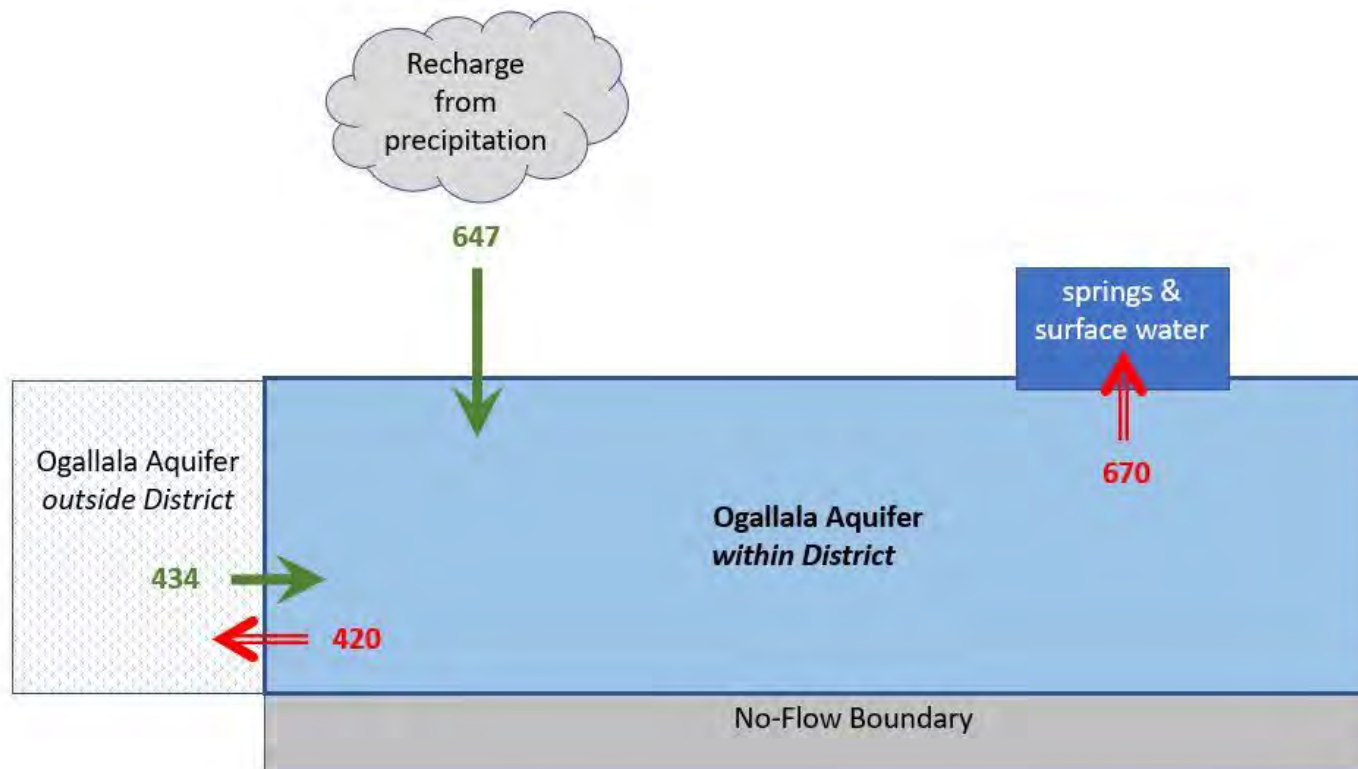 Recharge
from
precipitation
647
springs &
surface water
670
Ogallala Aquifer
outside District
Ogallala Aquifer
within District
434
420
No-Flow Boundary